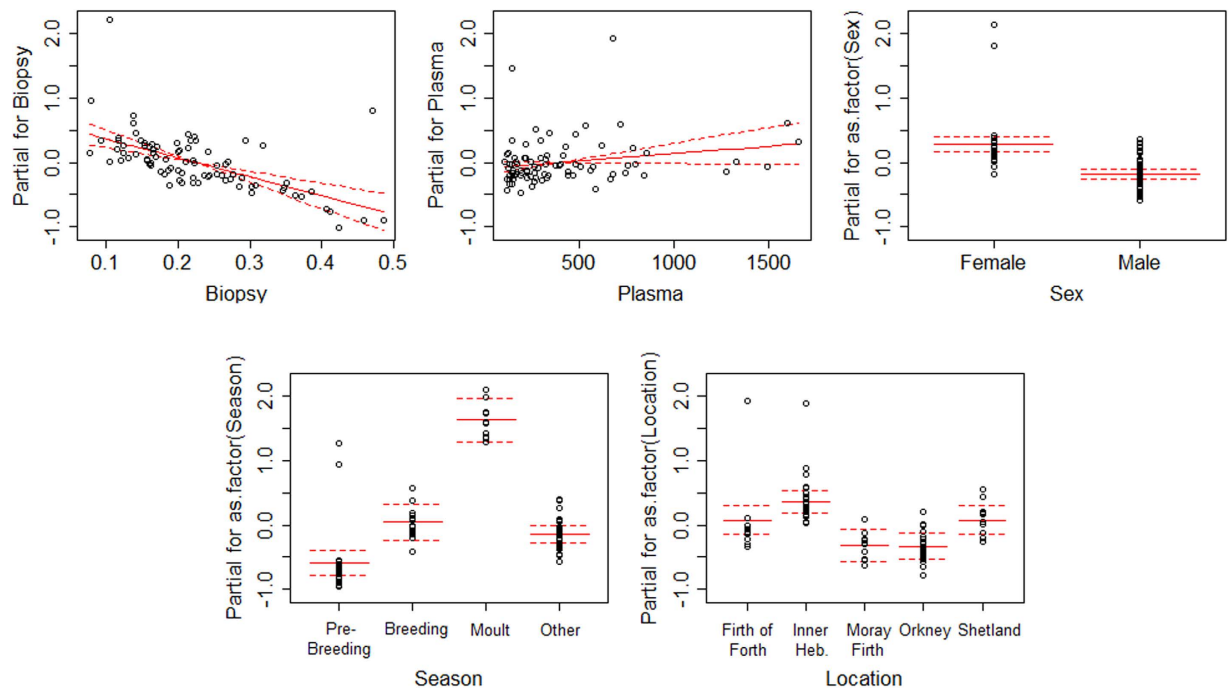 Partial for Biopsy
2.0
1.0
0.0
-1.0
0.1 0.2 0.3 0.4 0.5
Biopsy
Partial for Plasma
2.0
1.0
0.0
-1.0
500 1000 1500
Plasma
Partial for as.factor(Sex)
2.0
1.0
0.0
-1.0
Female Male
Sex
Partial for as.factor(Season)
2.0
1.0
0.0
-1.0
Pre- Breeding Moult Other
Breeding
Season
Partial for as.factor(Location)
2.0
1.0
0.0
-1.0
Firth of Inner Moray Orkney Shetland
Forth Heb. Firth
Location